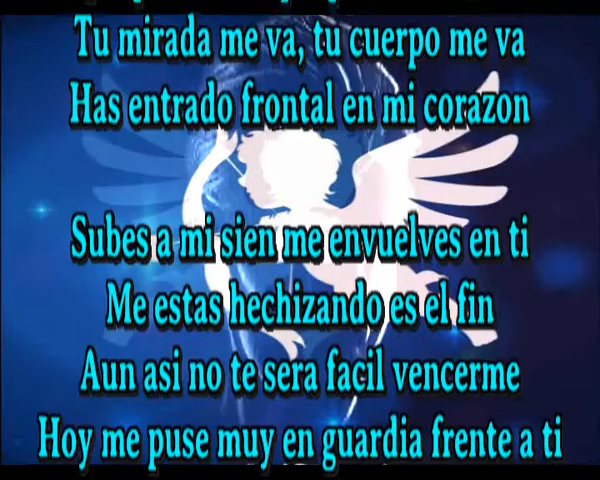 Tu mirada me va, tu cuerpo me va
Has entrado frontal en mi corazon
Subes a mi sien me envuelves en ti
Me estas hechizando es el fin
Aun asi no te sera facil vencerme
Hoy me puse muy en guardia frente a ti